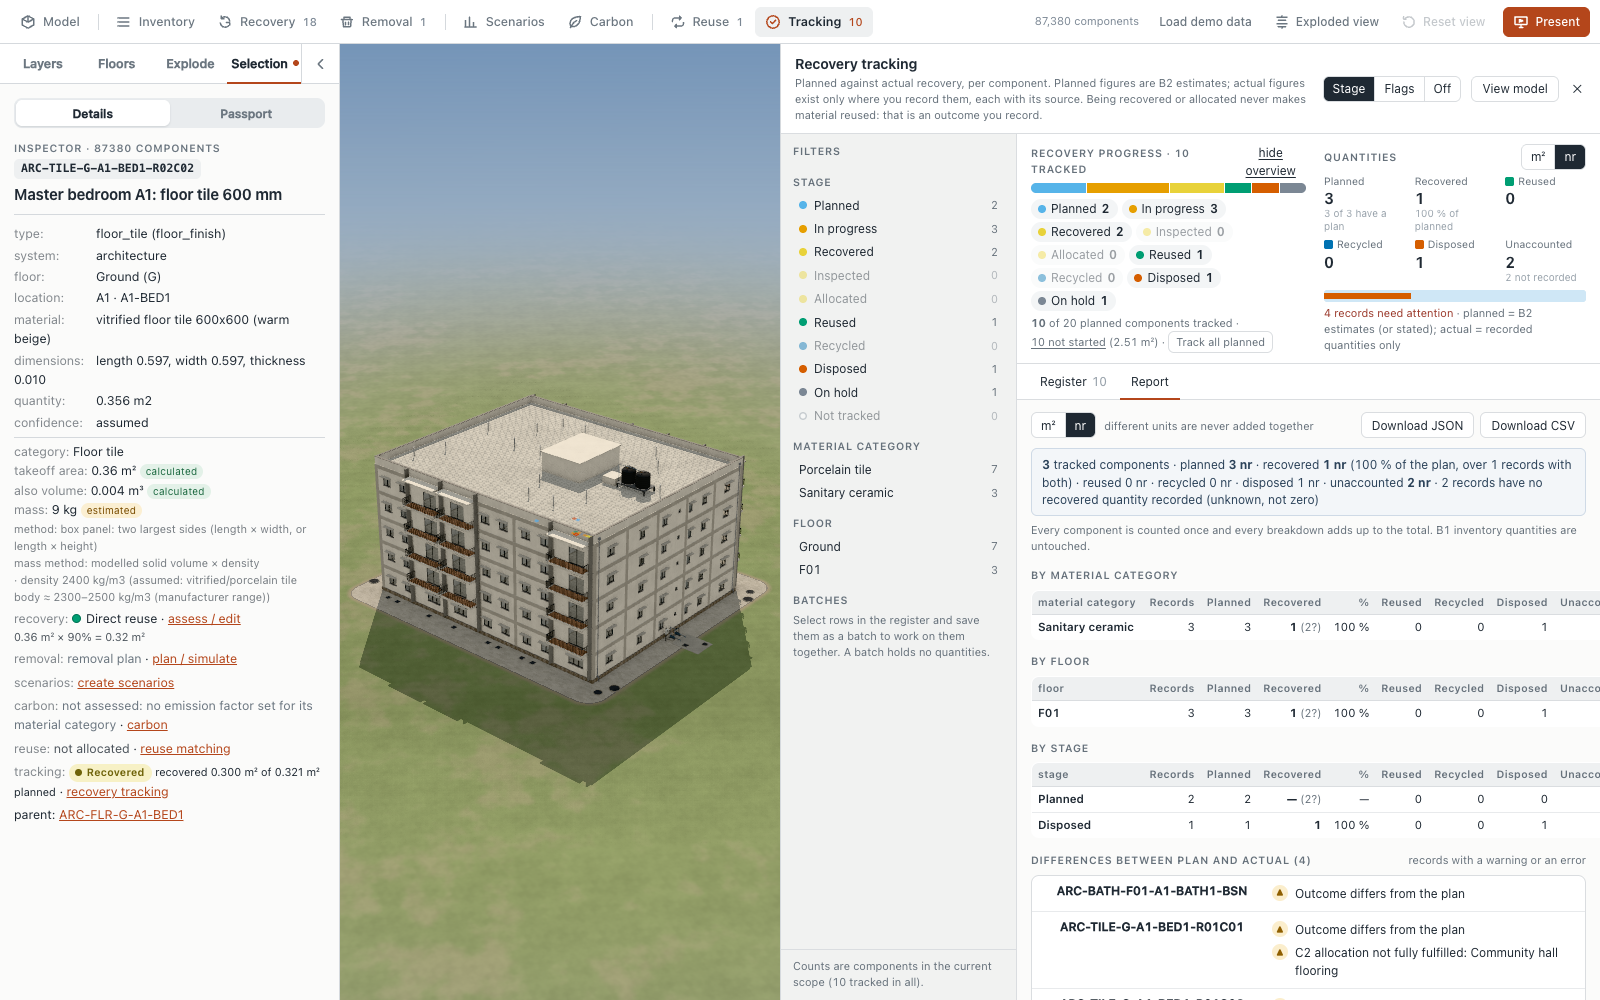 Model
Inventory
Recovery 18
Removal 1
Scenarios
Carbon
Reuse 1
Tracking 10
87,380 components
Load demo data
Exploded view
Reset view
Present
Layers
Floors
Explode
Selection
Details
Passport
INSPECTOR · 87380 COMPONENTS
ARC-TILE-G-A1-BED1-R02C02
Master bedroom A1: floor tile 600 mm
type: floor_tile (floor_finish)
system: architecture
floor: Ground (G)
location: A1 · A1-BED1
material: vitrified floor tile 600x600 (warm
beige)
dimensions: length 0.597, width 0.597, thickness
0.010
quantity: 0.356 m2
confidence: assumed
category: Floor tile
takeoff area: 0.36 m² calculated
also volume: 0.004 m³ calculated
mass: 9 kg estimated
method: box panel: two largest sides (length × width, or
length × height)
mass method: modelled solid volume × density
· density 2400 kg/m3 (assumed: vitrified/porcelain tile
body ≈ 2300–2500 kg/m3 (manufacturer range))
recovery: Direct reuse · assess / edit
0.36 m² × 90% = 0.32 m²
removal: removal plan · plan / simulate
scenarios: create scenarios
carbon: not assessed: no emission factor set for its
material category · carbon
reuse: not allocated · reuse matching
tracking: Recovered recovered 0.300 m² of 0.321 m²
planned · recovery tracking
parent: ARC-FLR-G-A1-BED1
Recovery tracking
Planned against actual recovery, per component. Planned figures are B2 estimates; actual figures
exist only where you record them, each with its source. Being recovered or allocated never makes
material reused: that is an outcome you record.
Stage
Flags
Off
View model
FILTERS
STAGE
Planned 2
In progress 3
Recovered 2
Inspected 0
Allocated 0
Reused 1
Recycled 0
Disposed 1
On hold 1
Not tracked 0
MATERIAL CATEGORY
Porcelain tile 7
Sanitary ceramic 3
FLOOR
Ground 7
F01 3
BATCHES
Select rows in the register and save
them as a batch to work on them
together. A batch holds no quantities.
Counts are components in the current
scope (10 tracked in all).
RECOVERY PROGRESS · 10
TRACKED
hide
overview
Planned 2
In progress 3
Recovered 2
Inspected 0
Allocated 0
Reused 1
Recycled 0
Disposed 1
On hold 1
10 of 20 planned components tracked ·
10 not started (2.51 m²) · Track all planned
QUANTITIES
m²
nr
Planned
3
3 of 3 have a
plan
Recovered
1
100 % of
planned
Reused
0
Recycled
0
Disposed
1
Unaccounted
2
2 not recorded
4 records need attention · planned = B2
estimates (or stated); actual = recorded
quantities only
Register 10
Report
m²
nr
different units are never added together
Download JSON
Download CSV
3 tracked components · planned 3 nr · recovered 1 nr (100 % of the plan, over 1 records with
both) · reused 0 nr · recycled 0 nr · disposed 1 nr · unaccounted 2 nr · 2 records have no
recovered quantity recorded (unknown, not zero)
Every component is counted once and every breakdown adds up to the total. B1 inventory quantities are
untouched.
BY MATERIAL CATEGORY
material category Records Planned Recovered % Reused Recycled Disposed Unacco
Sanitary ceramic 3 3 1 (2?) 100 % 0 0 1
BY FLOOR
floor Records Planned Recovered % Reused Recycled Disposed Unacco
F01 3 3 1 (2?) 100 % 0 0 1
BY STAGE
stage Records Planned Recovered % Reused Recycled Disposed Unacco
Planned 2 2 — (2?) — 0 0 0
Disposed 1 1 1 100 % 0 0 1
DIFFERENCES BETWEEN PLAN AND ACTUAL (4)
records with a warning or an error
ARC-BATH-F01-A1-BATH1-BSN
Outcome differs from the plan
ARC-TILE-G-A1-BED1-R01C01
Outcome differs from the plan
C2 allocation not fully fulfilled: Community hall
flooring